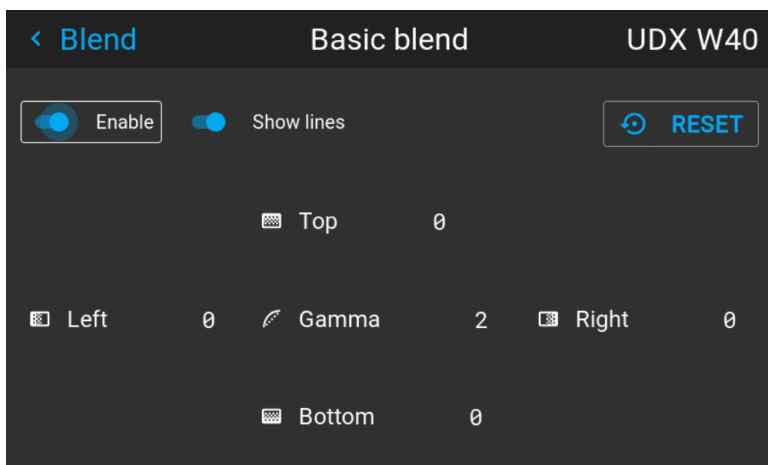 Blend Basic blend UDX W40
Enable Show lines RESET
Top 0
Left 0 Gamma 2 Right 0
Bottom 0